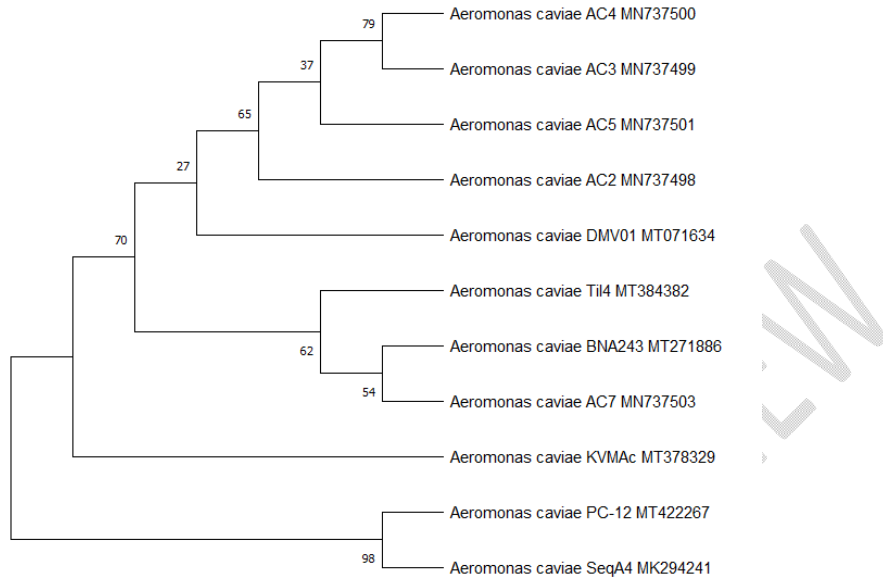 79
Aeromonas caviae AC4 MN737500
37
Aeromonas caviae AC3 MN737499
65
Aeromonas caviae AC5 MN737501
27
Aeromonas caviae AC2 MN737498
70
Aeromonas caviae DMV01 MT071634
Aeromonas caviae Til4 MT384382
62
Aeromonas caviae BNA243 MT271886
54
Aeromonas caviae AC7 MN737503
Aeromonas caviae KVMAc MT378329
Aeromonas caviae PC-12 MT422267
98
Aeromonas caviae SeqA4 MK294241